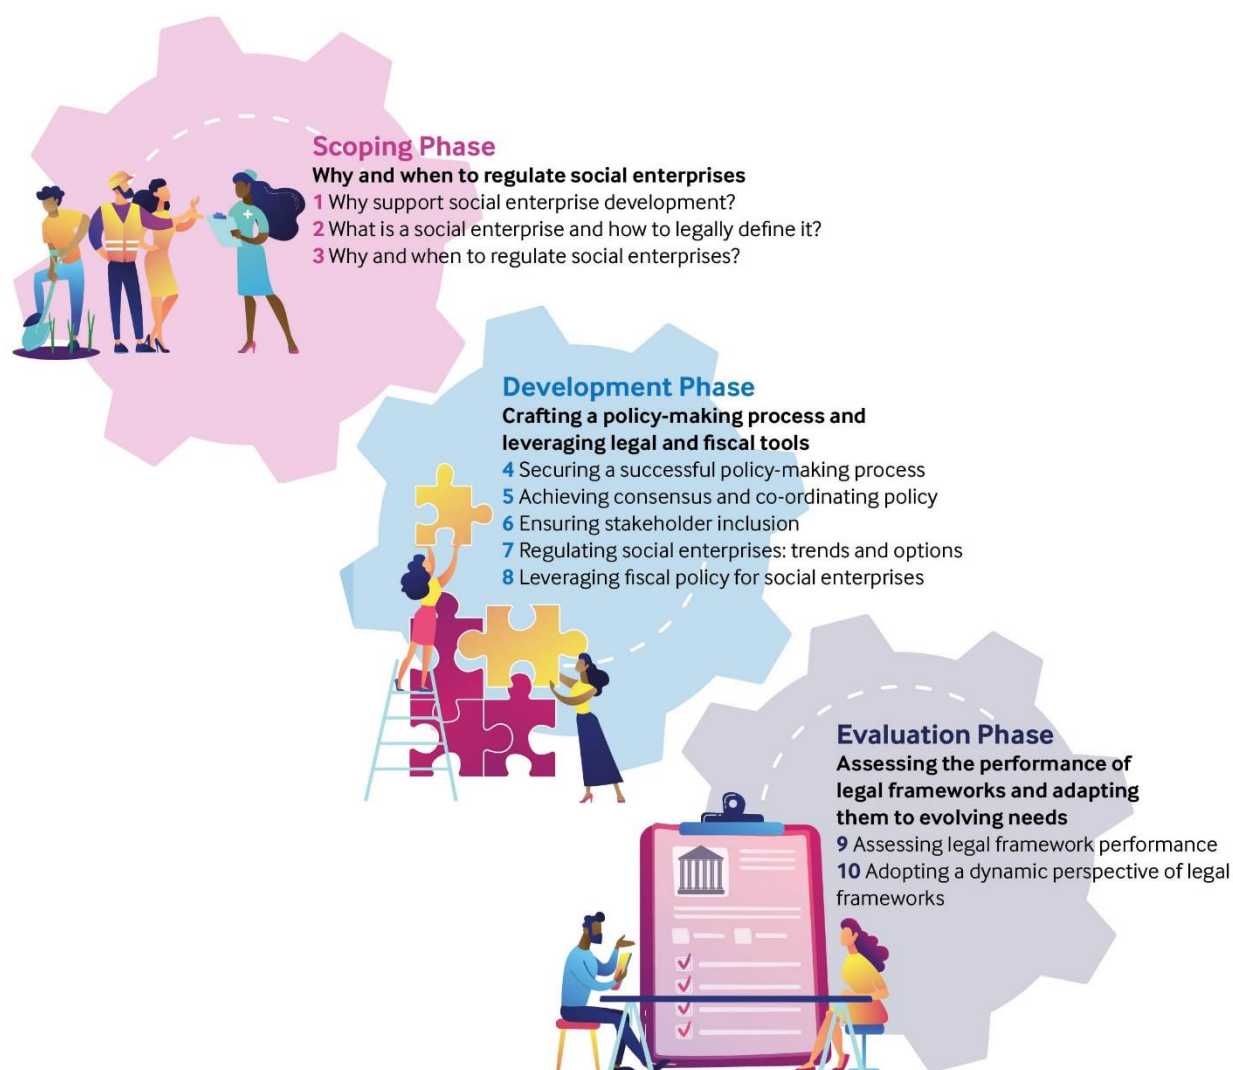 Scoping Phase
Why and when to regulate social enterprises
1 Why support social enterprise development?
2 What is a social enterprise and how to legally define it?
3 Why and when to regulate social enterprises?
Development Phase
Crafting a policy-making process and
leveraging legal and fiscal tools
4 Securing a successful policy-making process
5 Achieving consensus and co-ordinating policy
6 Ensuring stakeholder inclusion
7 Regulating social enterprises: trends and options
8 Leveraging fiscal policy for social enterprises
Evaluation Phase
Assessing the performance of
legal frameworks and adapting
them to evolving needs
9 Assessing legal framework performance
10 Adopting a dynamic perspective of legal
frameworks